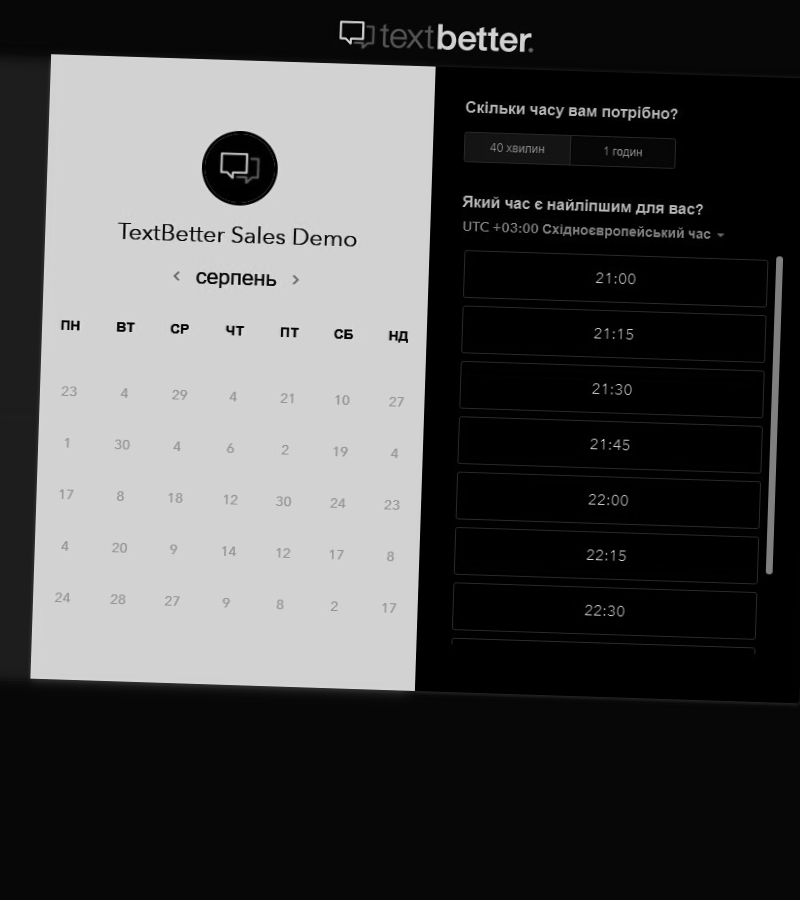 textbetter.
TextBetter Sales Demo
серпень
ПН ВТ СР ЧТ ПТ СБ НД
23 4 29 4 21 10 27
1 30 4 6 2 19 4
17 8 18 12 30 24 23
4 20 9 14 12 17 8
24 28 27 9 8 2 17
Скільки часу вам потрібно?
40 хвилин 1 годин
Який час є найліпшим для вас?
UTC +03:00 Східноєвропейський час
21:00
21:15
21:30
21:45
22:00
22:15
22:30